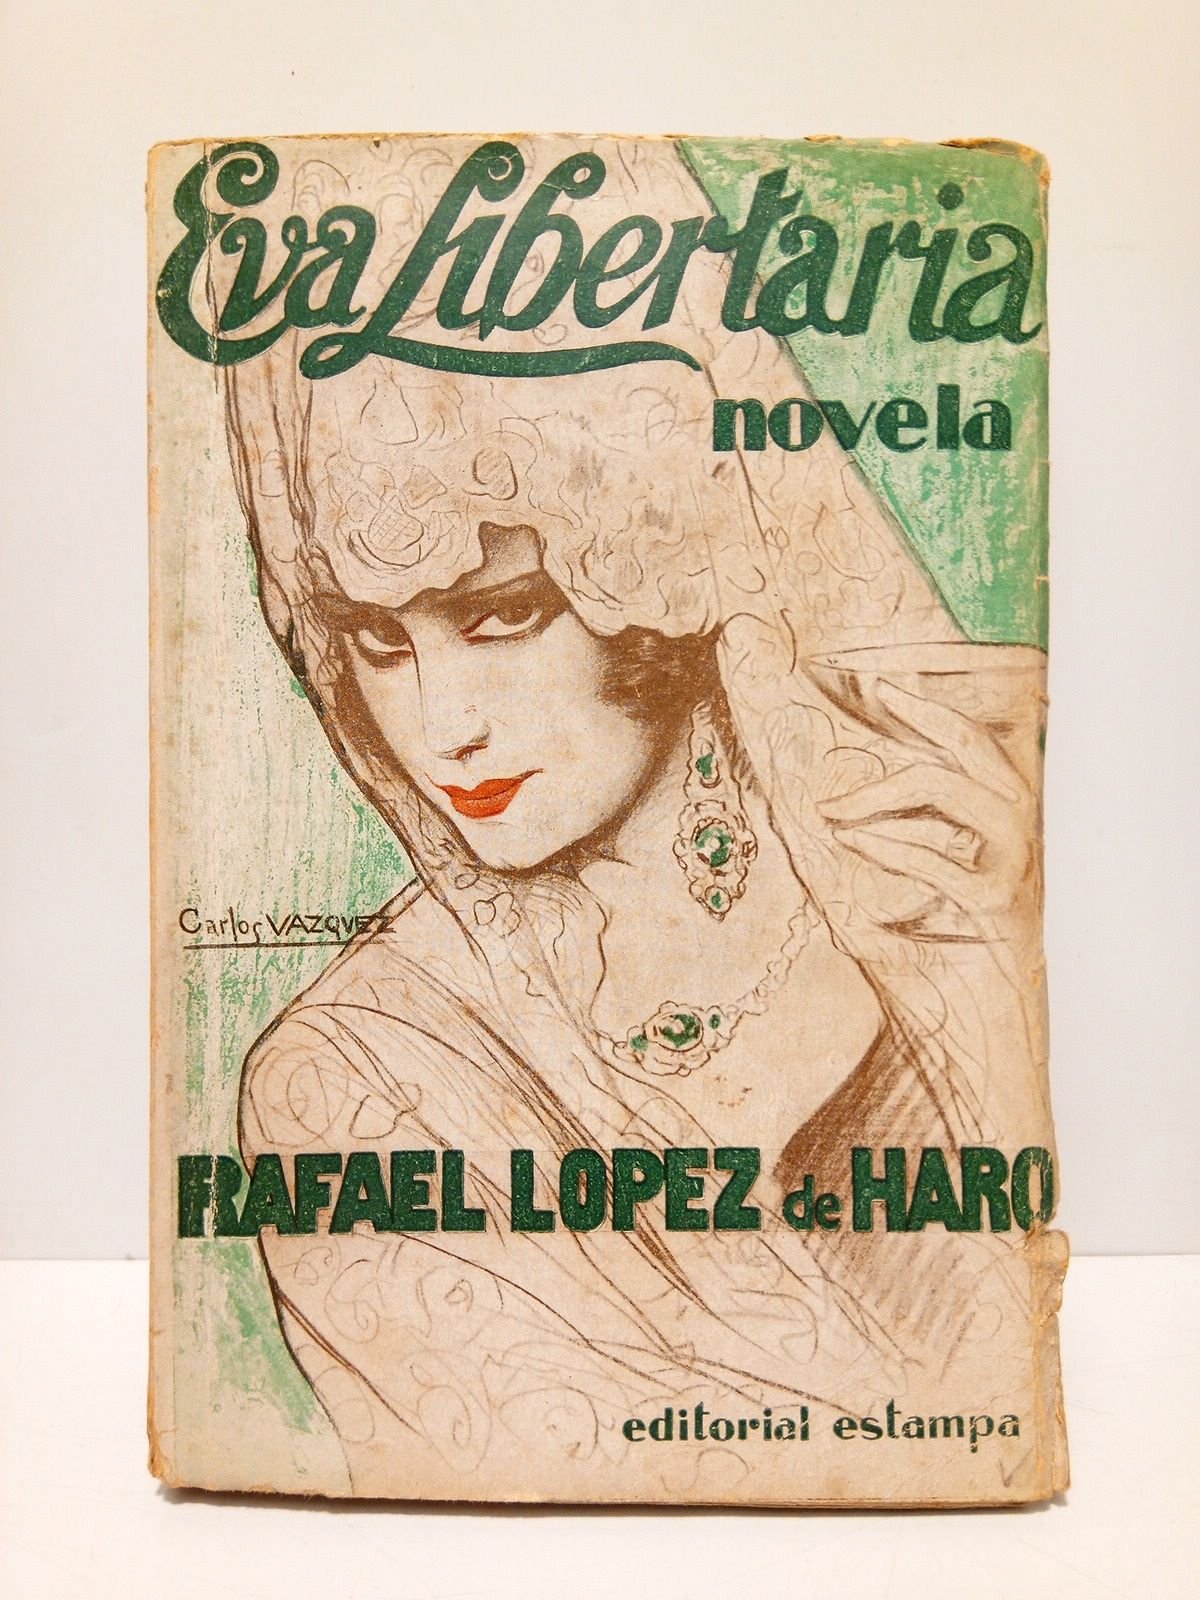 Eva Libertaria
novela
Carlos VAZQUEZ
RAFAEL LOPEZ de HARO
editorial estampa